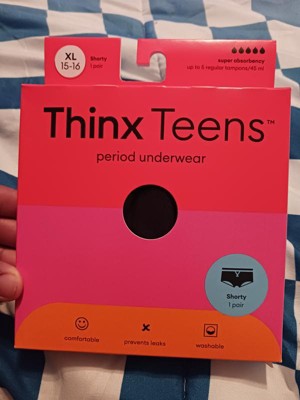 XL
15-16
Shorty
1 pair
super absorbency
up to 5 regular tampons/45 ml
Thinx Teens™
period underwear
Shorty
1 pair
comfortable
prevents leaks
washable